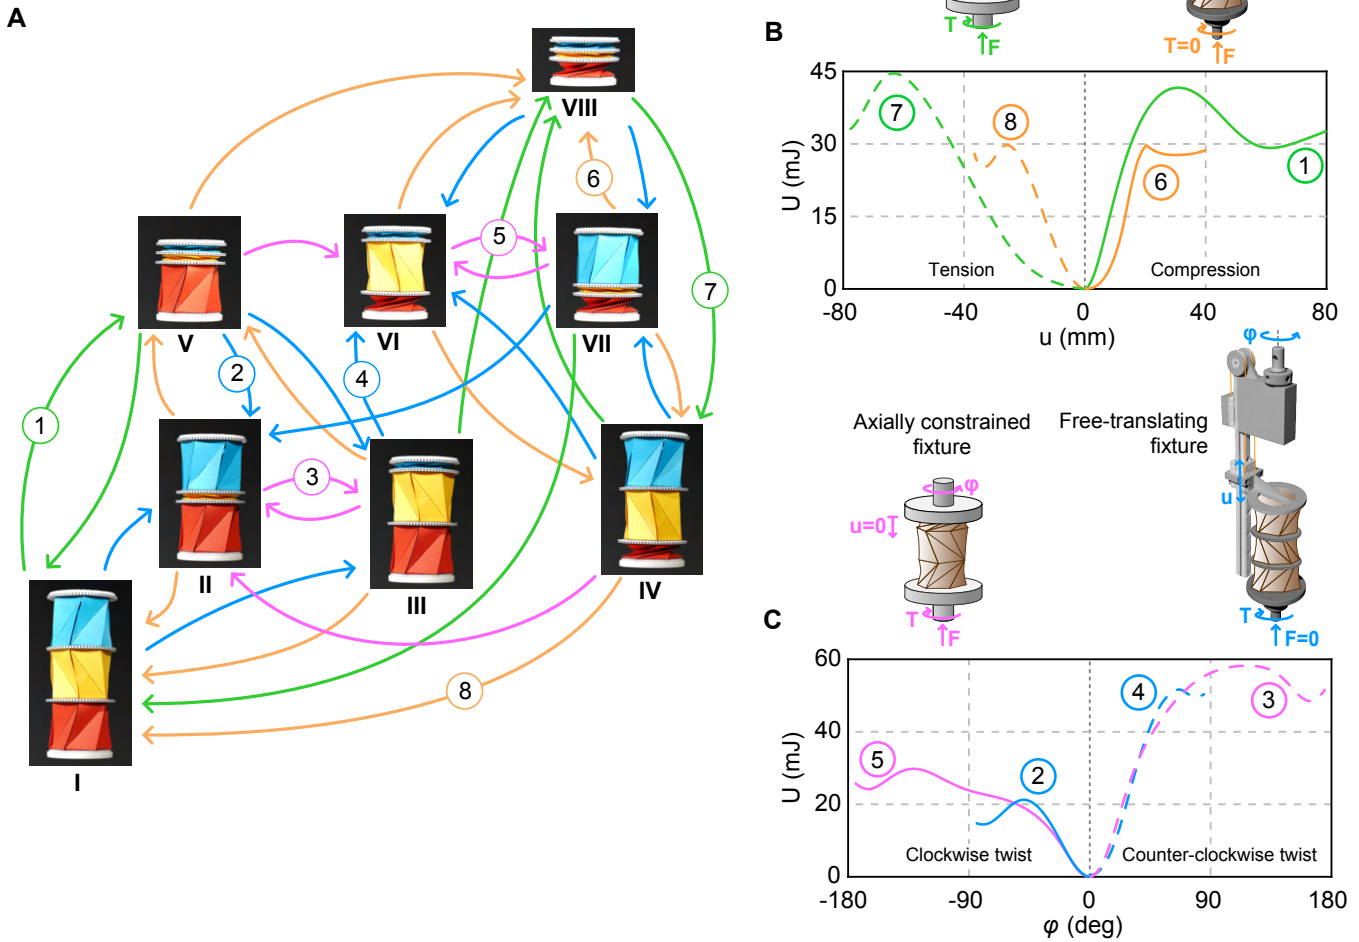 A
VIII
6
5
7
V
VI
VII
2
4
1
3
II
III
IV
8
I
B
T
F
T=0
F
45
30
15
0
U (mJ)
7
8
6
1
Tension
Compression
-80
-40
0
40
80
u (mm)
φ
Axially constrained
fixture
Free-translating
fixture
φ
u=0
u
T
F
T
F=0
C
60
40
20
0
U (mJ)
5
2
4
3
Clockwise twist
Counter-clockwise twist
-180
-90
0
90
180
φ (deg)